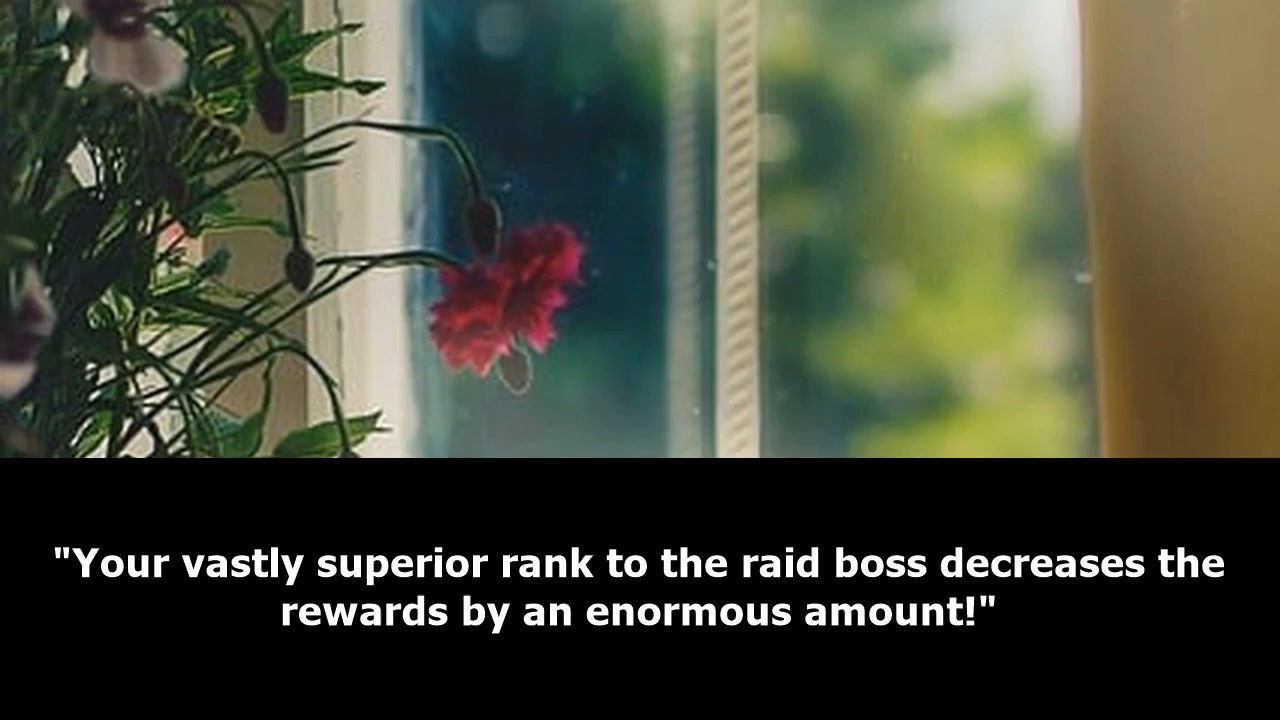 "Your vastly superior rank to the raid boss decreases the
rewards by an enormous amount!"